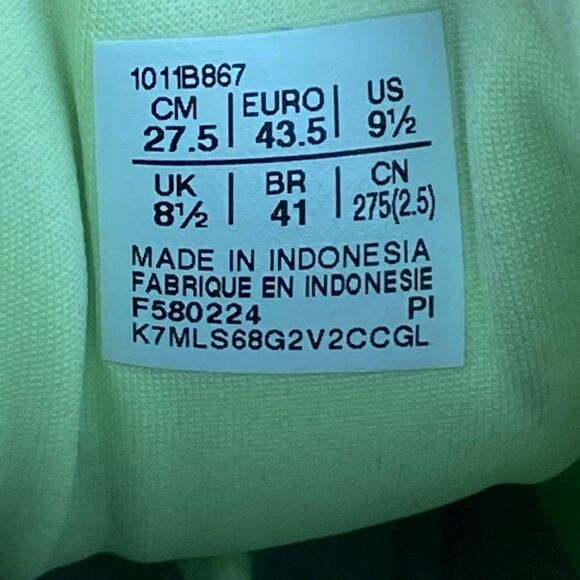 1011B867
CM | EURO | US
27.5 | 43.5 | 9½
UK | BR | CN
8½ | 41 | 275(2.5)
MADE IN INDONESIA
FABRIQUE EN INDONESIE
F580224 PI
K7MLS68G2V2CCGL